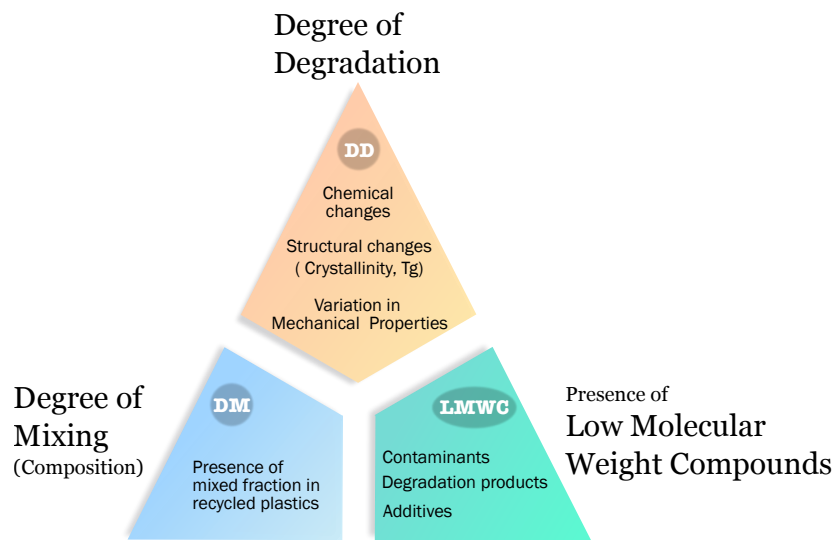 Degree of
Degradation
DD
Chemical
changes
Structural changes
( Crystallinity, Tg)
Variation in
Mechanical Properties
Degree of
Mixing
(Composition)
DM
Presence of
mixed fraction in
recycled plastics
LMWC
Contaminants
Degradation products
Additives
Presence of
Low Molecular
Weight Compounds